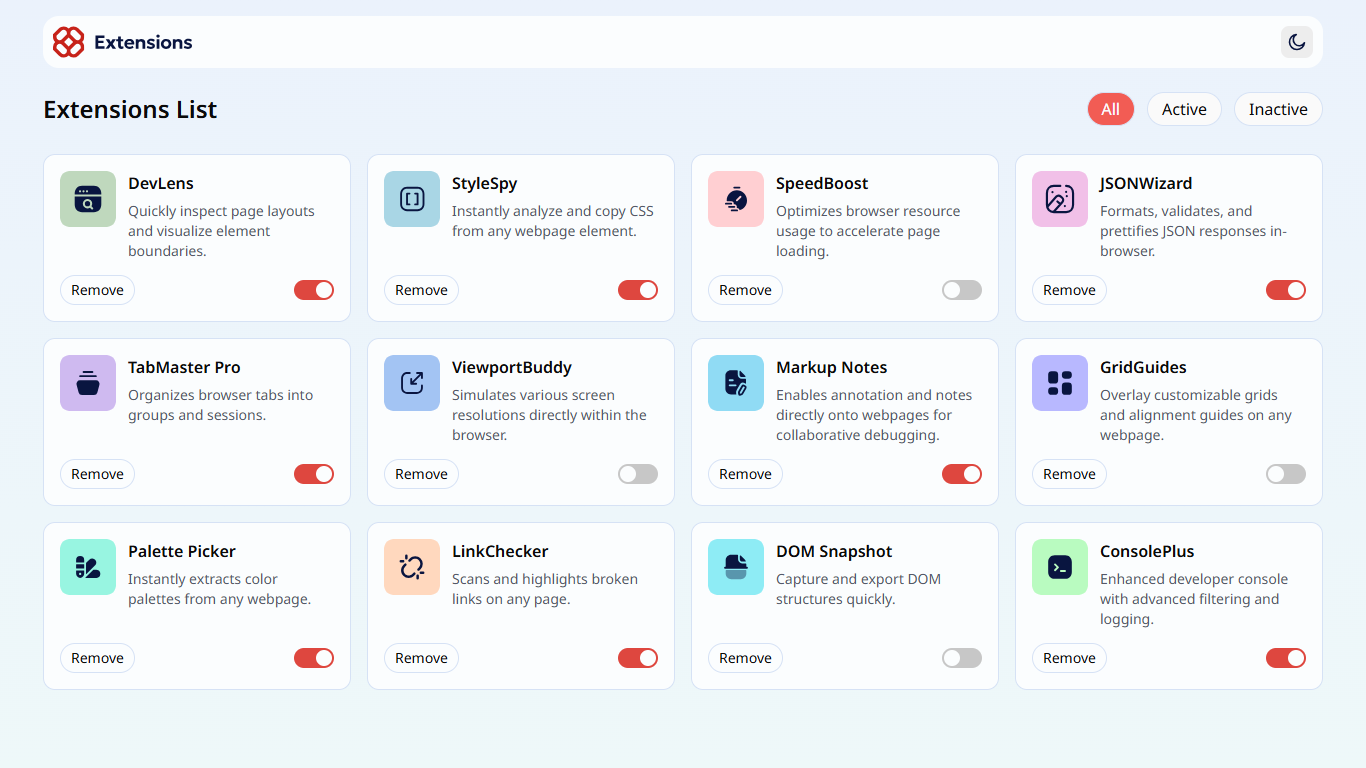 Extensions
Extensions List
All
Active
Inactive
DevLens
Quickly inspect page layouts
and visualize element
boundaries.
Remove
StyleSpy
Instantly analyze and copy CSS
from any webpage element.
Remove
SpeedBoost
Optimizes browser resource
usage to accelerate page
loading.
Remove
JSONWizard
Formats, validates, and
prettifies JSON responses in-
browser.
Remove
TabMaster Pro
Organizes browser tabs into
groups and sessions.
Remove
ViewportBuddy
Simulates various screen
resolutions directly within the
browser.
Remove
Markup Notes
Enables annotation and notes
directly onto webpages for
collaborative debugging.
Remove
GridGuides
Overlay customizable grids
and alignment guides on any
webpage.
Remove
Palette Picker
Instantly extracts color
palettes from any webpage.
Remove
LinkChecker
Scans and highlights broken
links on any page.
Remove
DOM Snapshot
Capture and export DOM
structures quickly.
Remove
ConsolePlus
Enhanced developer console
with advanced filtering and
logging.
Remove